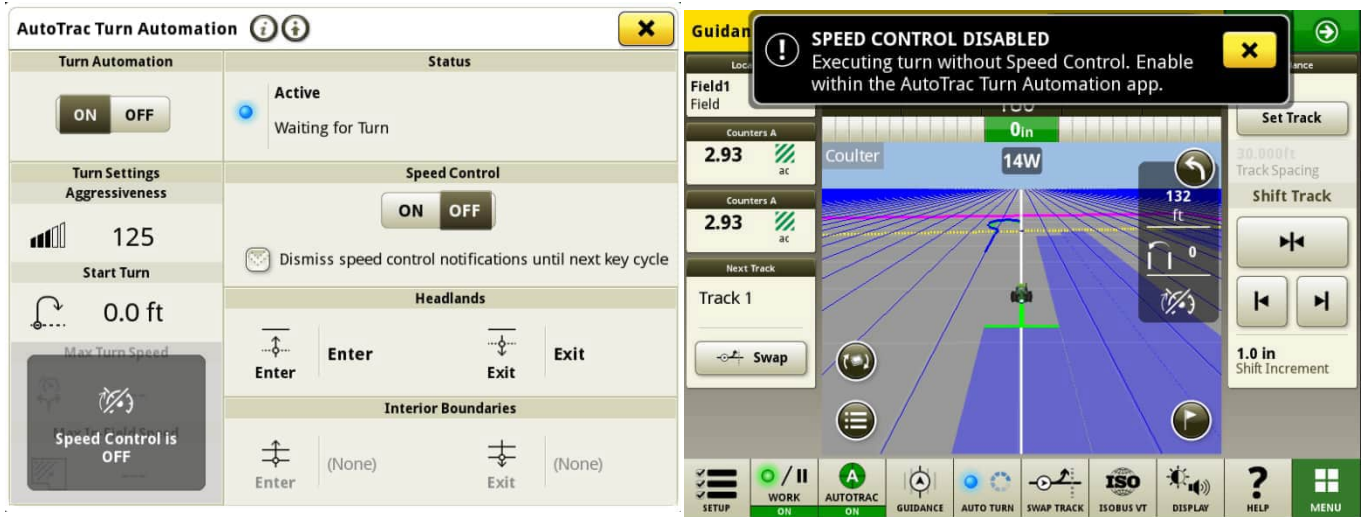 AutoTrac Turn Automation
Turn Automation
ON OFF
Status
Active
Waiting for Turn
Turn Settings
Aggressiveness
125
Start Turn
0.0 ft
Max Turn Speed
Speed Control is
OFF
Speed Control
ON OFF
Dismiss speed control notifications until next key cycle
Headlands
Enter
Enter
Exit
Exit
Interior Boundaries
Enter
(None)
Exit
(None)
Guidan
SPEED CONTROL DISABLED
Executing turn without Speed Control. Enable
within the AutoTrac Turn Automation app.
Field1
Field
Counters A
2.93
ac
Counters A
2.93
ac
Next Track
Track 1
Swap
0in
Coulter
14W
132
ft
0
Set Track
30.000ft
Track Spacing
Shift Track
1.0 in
Shift Increment
SETUP
WORK
ON
A
AUTOTRAC
ON
GUIDANCE
AUTO TURN
SWAP TRACK
ISO
ISOBUS VT
DISPLAY
?
HELP
MENU